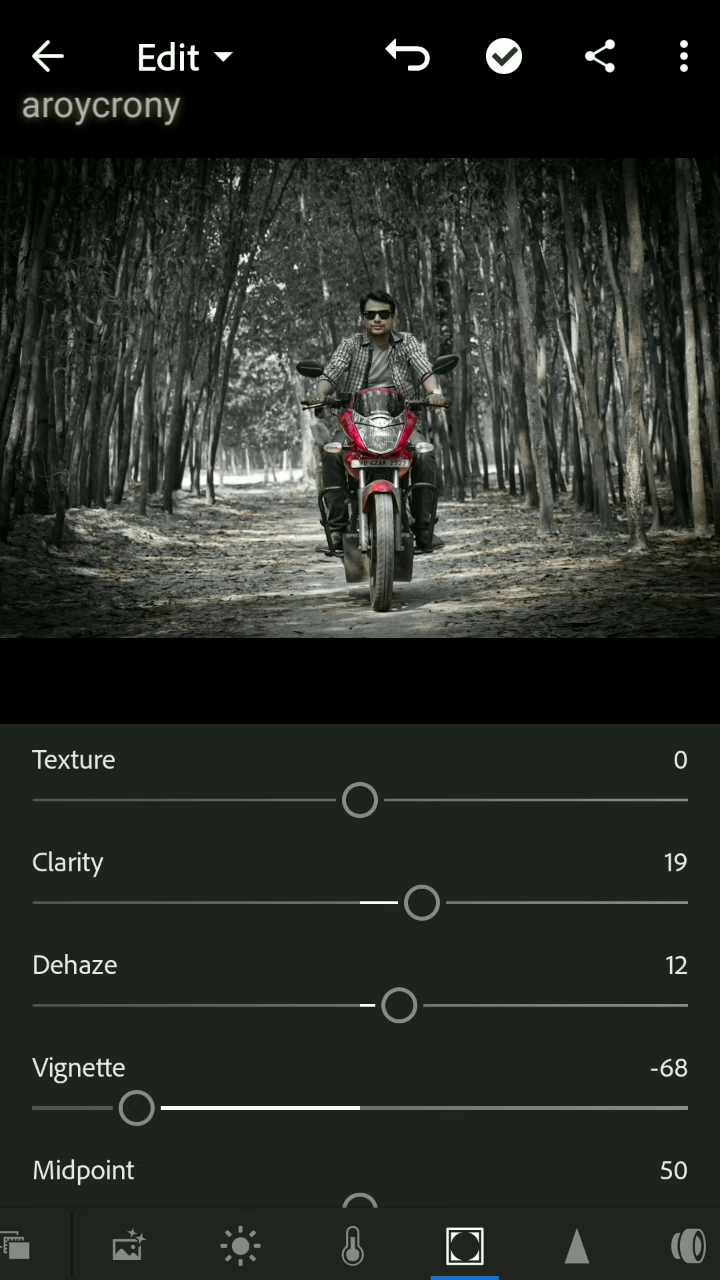 Edit
aroycrony
Texture 0
Clarity 19
Dehaze 12
Vignette -68
Midpoint 50